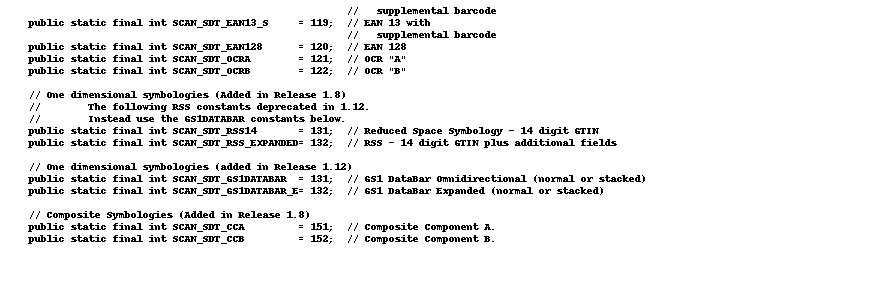 //   supplemental barcode
public static final int SCAN_SDT_EAN13_S     = 119;  // EAN 13 with
//   supplemental barcode
public static final int SCAN_SDT_EAN128      = 120;  // EAN 128
public static final int SCAN_SDT_OCRA        = 121;  // OCR "A"
public static final int SCAN_SDT_OCRB        = 122;  // OCR "B"
// One dimensional symbologies (Added in Release 1.8)
//        The following RSS constants deprecated in 1.12.
//        Instead use the GS1DATABAR constants below.
public static final int SCAN_SDT_RSS14       = 131;  // Reduced Space Symbology - 14 digit GTIN
public static final int SCAN_SDT_RSS_EXPANDED= 132;  // RSS - 14 digit GTIN plus additional fields
// One dimensional symbologies (added in Release 1.12)
public static final int SCAN_SDT_GS1DATABAR  = 131;  // GS1 DataBar Omnidirectional (normal or stacked)
public static final int SCAN_SDT_GS1DATABAR_E= 132;  // GS1 DataBar Expanded (normal or stacked)
// Composite Symbologies (Added in Release 1.8)
public static final int SCAN_SDT_CCA         = 151;  // Composite Component A.
public static final int SCAN_SDT_CCB         = 152;  // Composite Component B.